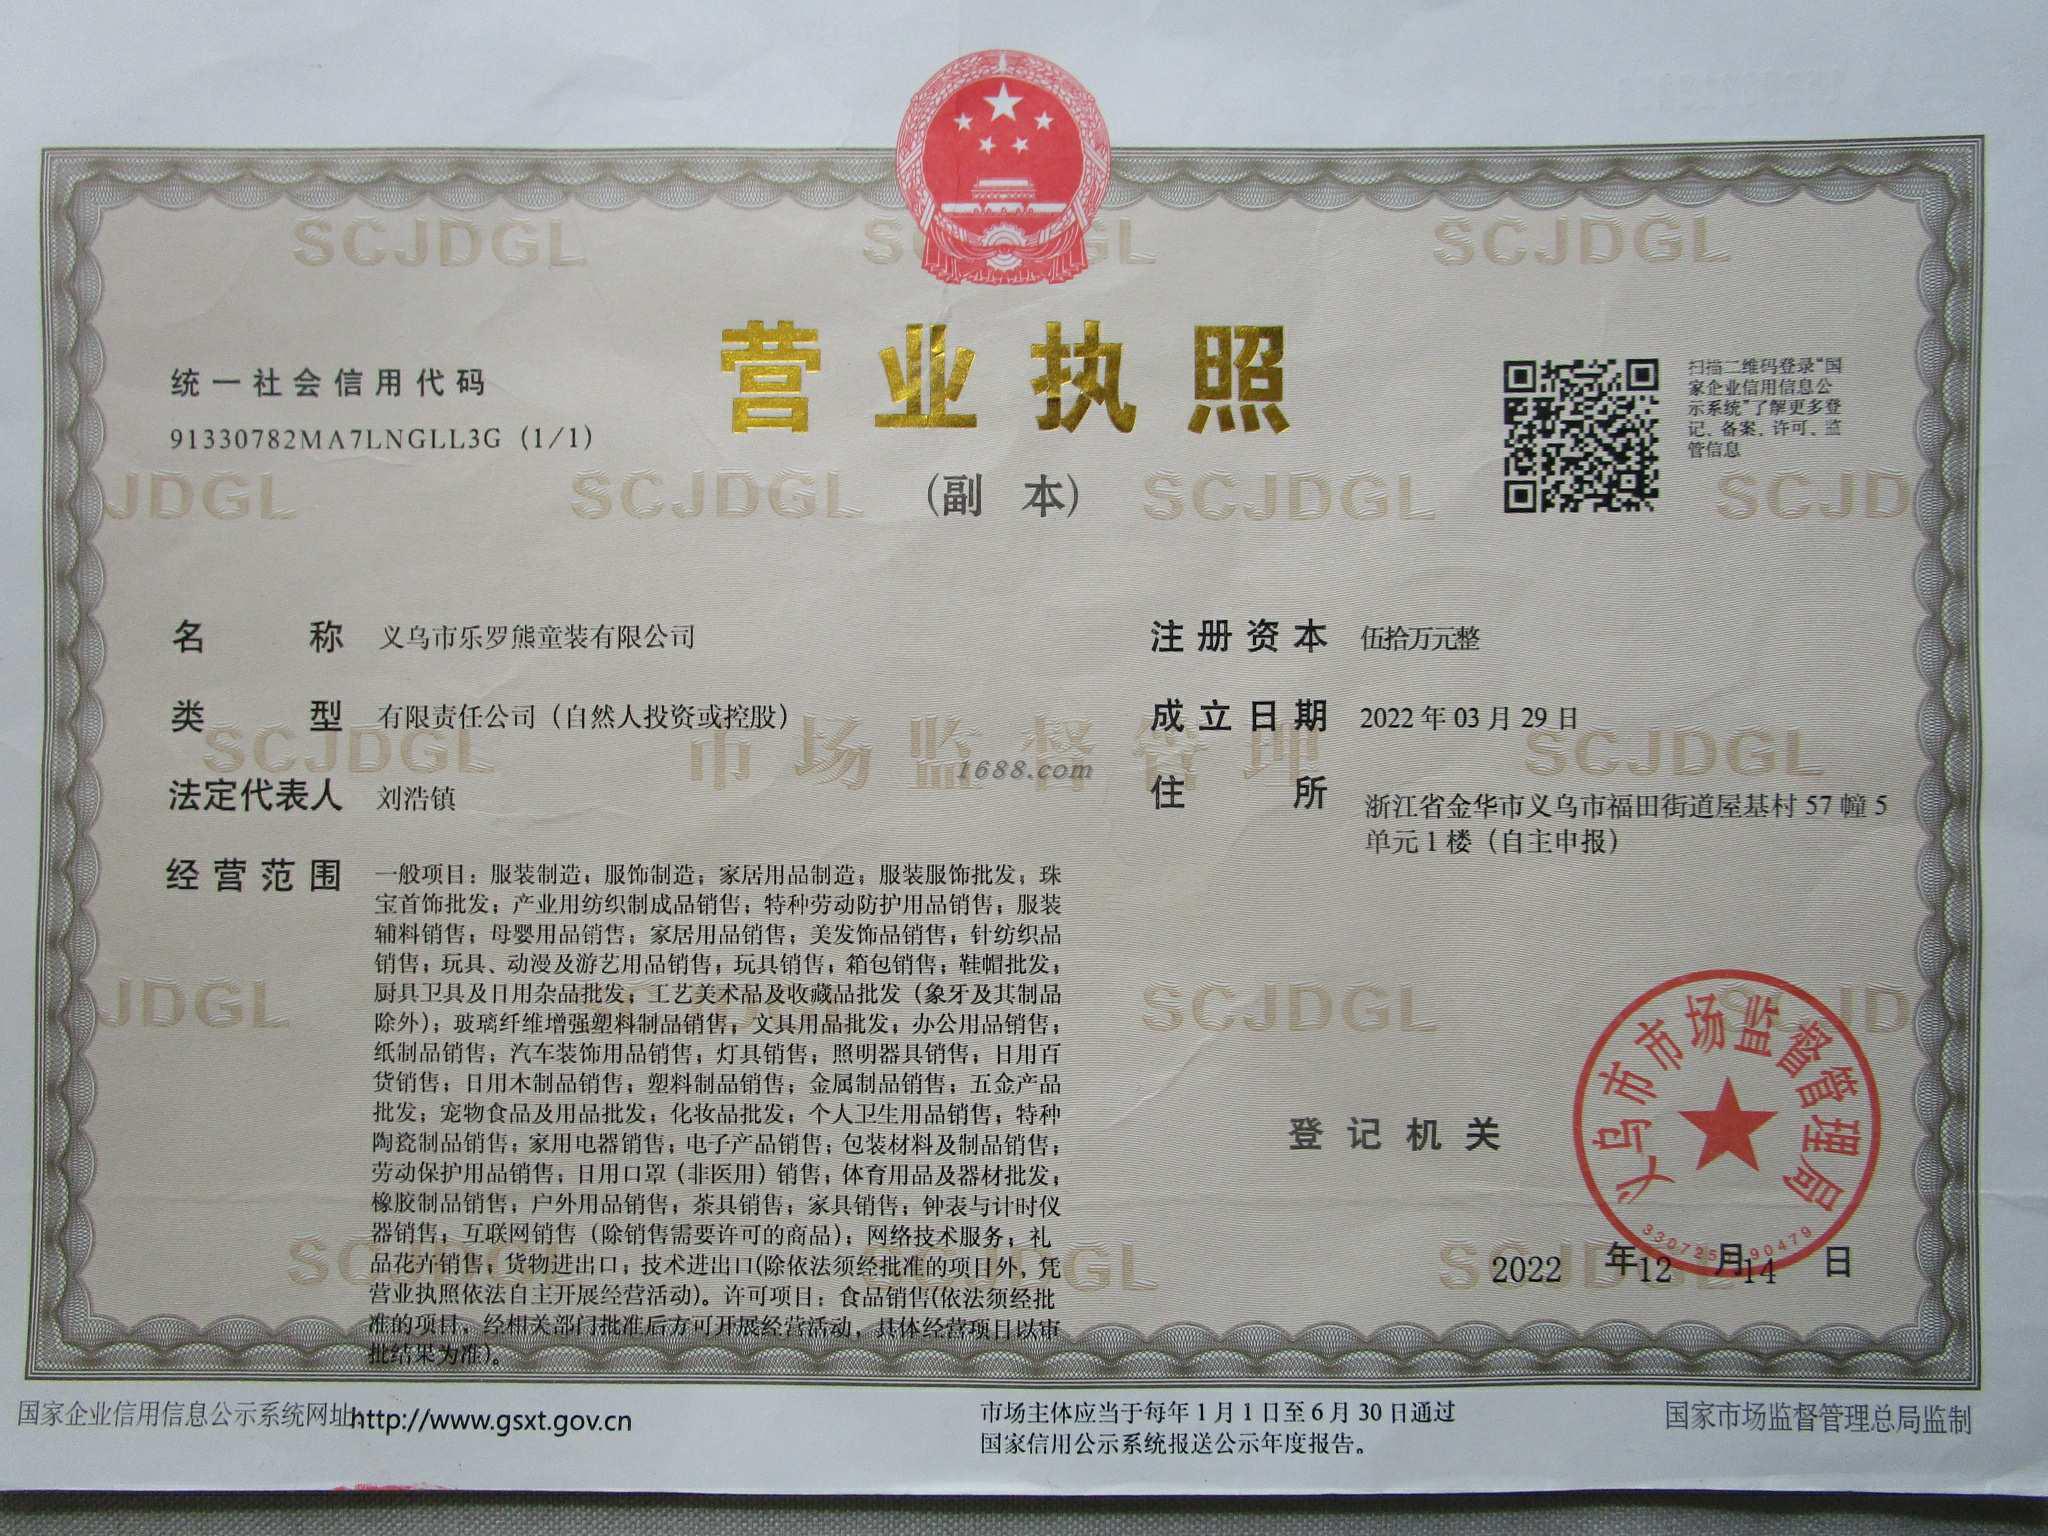 营业执照
(副 本)
统一社会信用代码
91330782MA7LNGLL3G (1/1)
扫描二维码登录“国
家企业信用信息公
示系统”了解更多登
记、备案、许可、监
管信息
名 称 义乌市乐罗熊童装有限公司
类 型 有限责任公司（自然人投资或控股）
法定代表人 刘浩镇
经营范围 一般项目：服装制造；服饰制造；家居用品制造；服装服饰批发；珠
宝首饰批发；产业用纺织制成品销售；特种劳动防护用品销售；服装
辅料销售；母婴用品销售；家居用品销售；美发饰品销售；针纺织品
销售；玩具、动漫及游艺用品销售；玩具销售；箱包销售；鞋帽批发；
厨具卫具及日用杂品批发；工艺美术品及收藏品批发（象牙及其制品
除外）；玻璃纤维增强塑料制品销售；文具用品批发；办公用品销售；
纸制品销售；汽车装饰用品销售；灯具销售；照明器具销售；日用百
货销售；日用木制品销售；塑料制品销售；金属制品销售；五金产品
批发；宠物食品及用品批发；化妆品批发；个人卫生用品销售；特种
陶瓷制品销售；家用电器销售；电子产品销售；包装材料及制品销售；
劳动保护用品销售；日用口罩（非医用）销售；体育用品及器材批发；
橡胶制品销售；户外用品销售；茶具销售；家具销售；钟表与计时仪
器销售；互联网销售（除销售需要许可的商品）；网络技术服务；礼
品花卉销售；货物进出口；技术进出口(除依法须经批准的项目外，凭
营业执照依法自主开展经营活动)。许可项目：食品销售(依法须经批
准的项目，经相关部门批准后方可开展经营活动，具体经营项目以审
批结果为准)。
注册资本 伍拾万元整
成立日期 2022 年 03 月 29 日
住 所 浙江省金华市义乌市福田街道屋基村 57 幢 5
单元 1 楼（自主申报）
登记机关
义乌市市场监督管理局
2022 年12 月14 日
SCJDGL
市场监督管理
1688.com
国家企业信用信息公示系统网址:http://www.gsxt.gov.cn
市场主体应当于每年 1 月 1 日至 6 月 30 日通过
国家信用公示系统报送公示年度报告。
国家市场监督管理总局监制